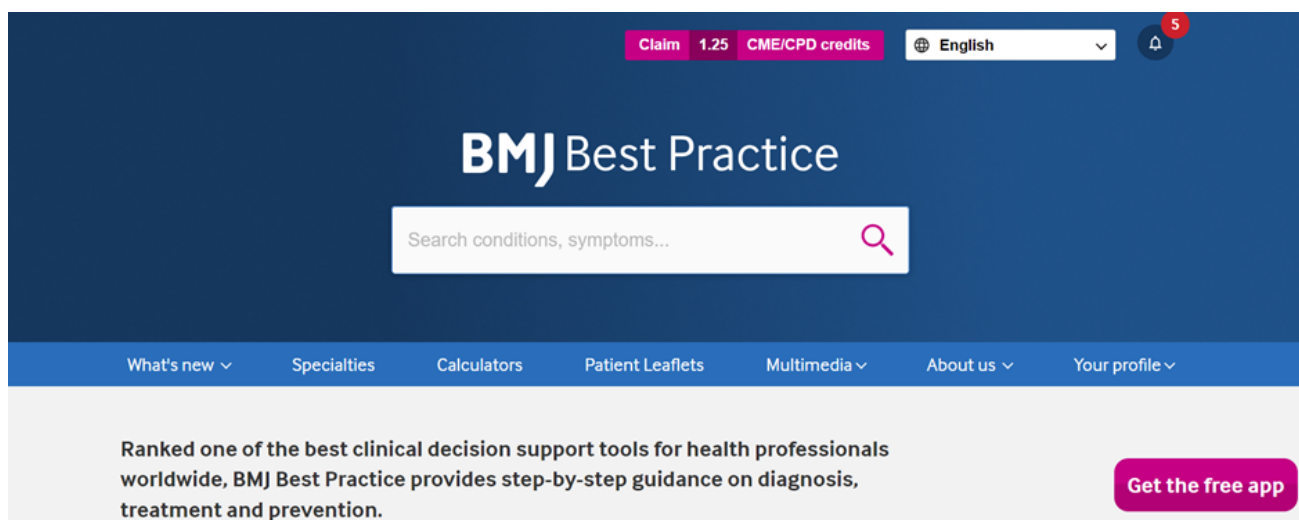 5
Claim 1.25 CME/CPD credits English
BMJ Best Practice
Search conditions, symptoms...
What's new Specialties Calculators Patient Leaflets Multimedia About us Your profile
Ranked one of the best clinical decision support tools for health professionals
worldwide, BMJ Best Practice provides step-by-step guidance on diagnosis,
treatment and prevention.
Get the free app